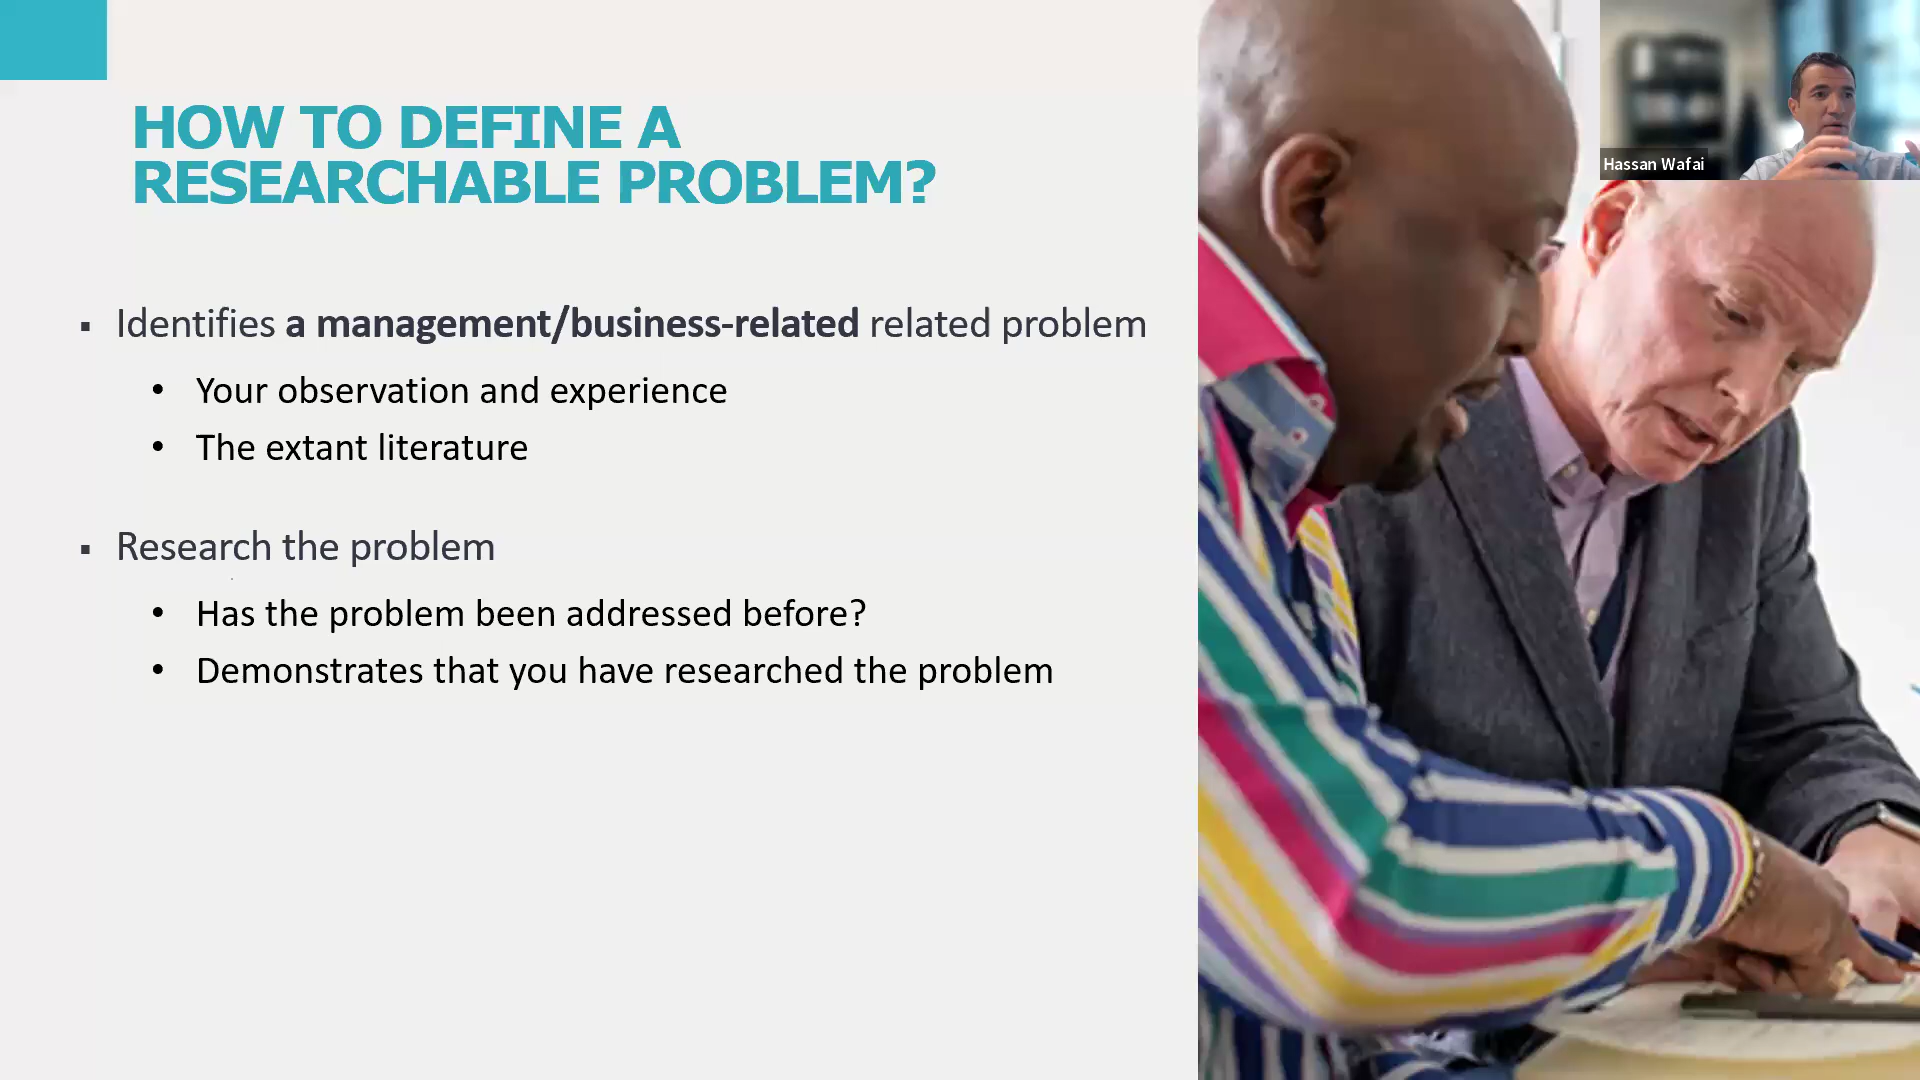 HOW TO DEFINE A
RESEARCHABLE PROBLEM?
Hassan Wafai
▪ Identifies a management/business-related related problem
• Your observation and experience
• The extant literature
▪ Research the problem
• Has the problem been addressed before?
• Demonstrates that you have researched the problem